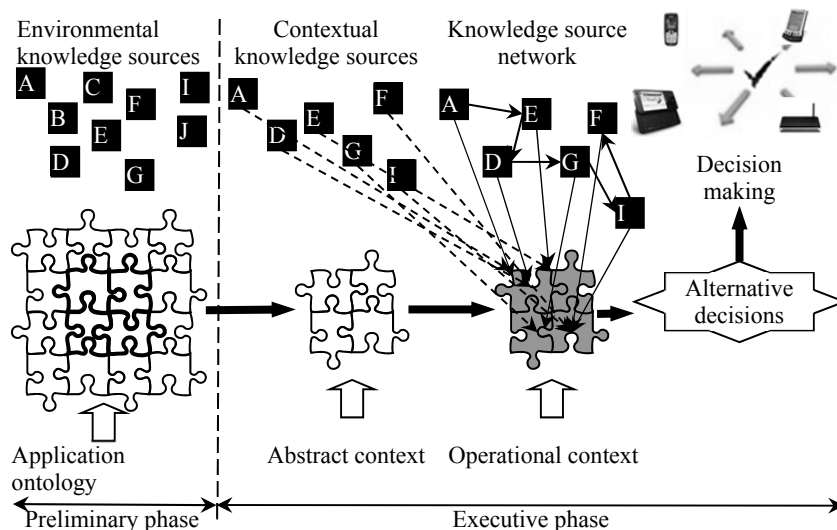 Environmental
knowledge sources
Contextual
knowledge sources
Knowledge source
network
A
C
I
B
F
E
J
D
G
A
F
E
D
G
I
A
E
F
D
G
I
Decision
making
Alternative
decisions
Application
ontology
Abstract context
Operational context
Preliminary phase
Executive phase